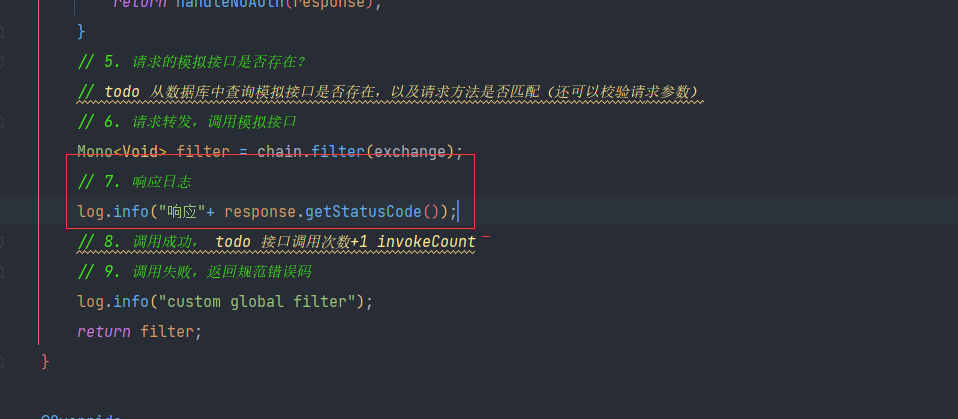 return handleNoAuth(response);
}
// 5. 请求的模拟接口是否存在?
// todo 从数据库中查询模拟接口是否存在，以及请求方法是否匹配（还可以校验请求参数）
// 6. 请求转发，调用模拟接口
Mono<Void> filter = chain.filter(exchange);
// 7. 响应日志
log.info("响应"+ response.getStatusCode());
// 8. 调用成功， todo 接口调用次数+1 invokeCount
// 9. 调用失败，返回规范错误码
log.info("custom global filter");
return filter;
}
@Override